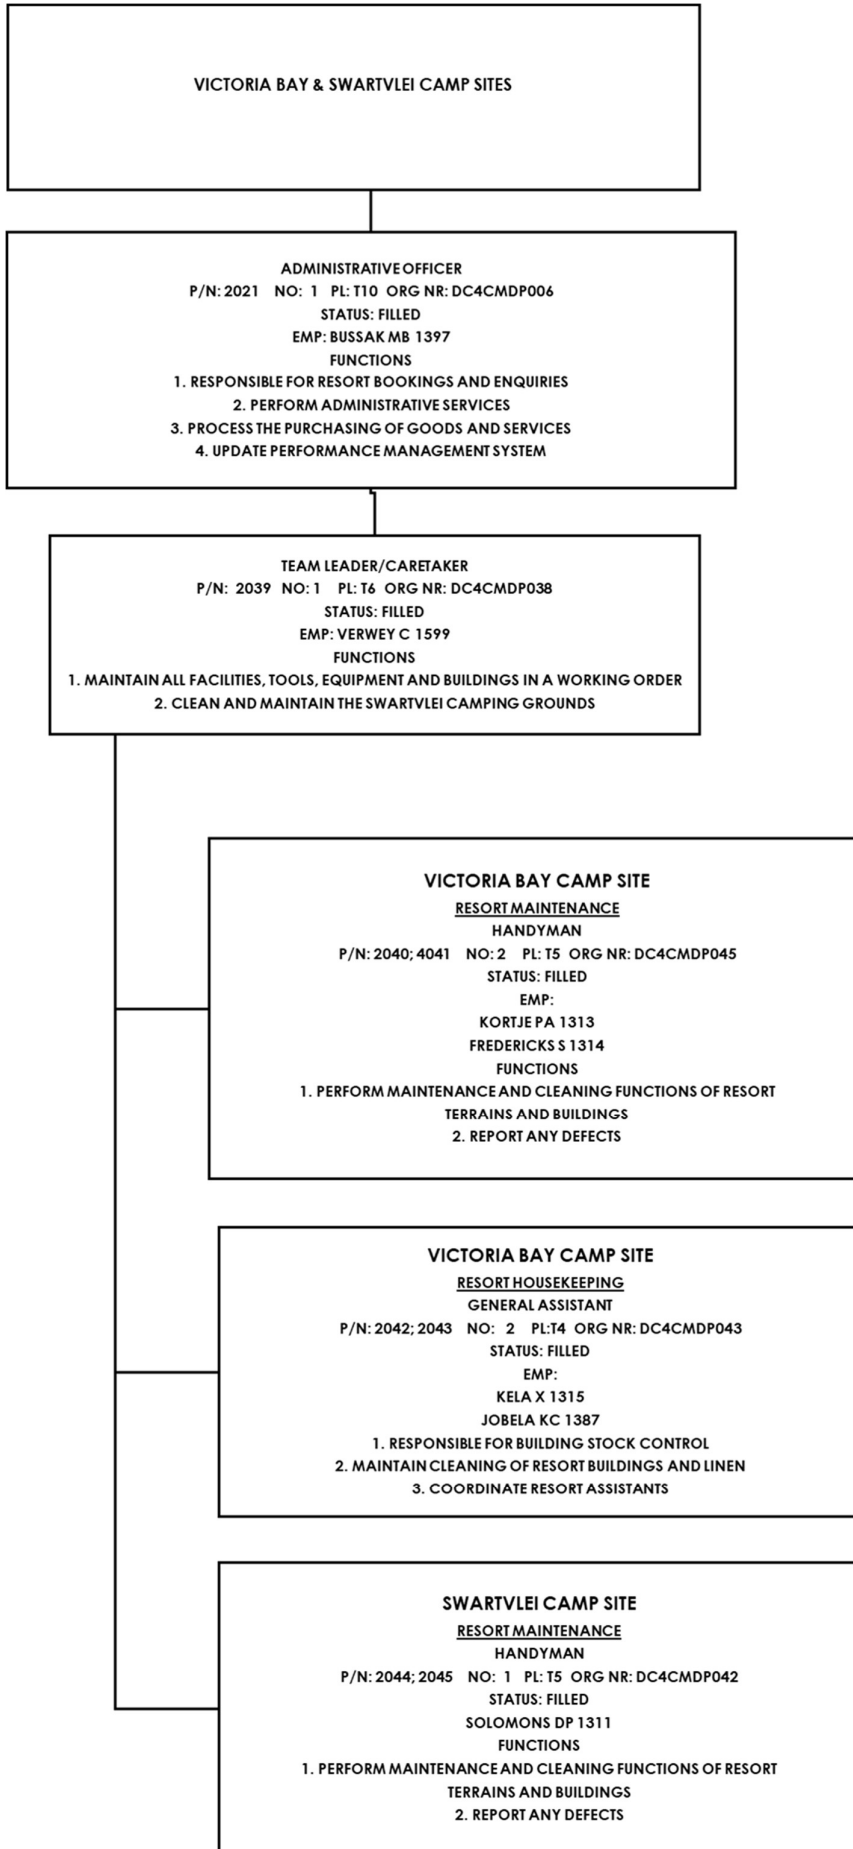 VICTORIA BAY & SWARTVLEI CAMP SITES
ADMINISTRATIVE OFFICER
P/N: 2021 NO: 1 PL: T10 ORG NR: DC4CMDP006
STATUS: FILLED
EMP: BUSSAK MB 1397
FUNCTIONS
1. RESPONSIBLE FOR RESORT BOOKINGS AND ENQUIRIES
2. PERFORM ADMINISTRATIVE SERVICES
3. PROCESS THE PURCHASING OF GOODS AND SERVICES
4. UPDATE PERFORMANCE MANAGEMENT SYSTEM
TEAM LEADER/CARETAKER
P/N: 2039 NO: 1 PL: T6 ORG NR: DC4CMDP038
STATUS: FILLED
EMP: VERWEY C 1599
FUNCTIONS
1. MAINTAIN ALL FACILITIES, TOOLS, EQUIPMENT AND BUILDINGS IN A WORKING ORDER
2. CLEAN AND MAINTAIN THE SWARTVLEI CAMPING GROUNDS
VICTORIA BAY CAMP SITE
RESORT MAINTENANCE
HANDYMAN
P/N: 2040; 4041 NO: 2 PL: T5 ORG NR: DC4CMDP045
STATUS: FILLED
EMP:
KORTJE PA 1313
FREDERICKS S 1314
FUNCTIONS
1. PERFORM MAINTENANCE AND CLEANING FUNCTIONS OF RESORT
TERRAINS AND BUILDINGS
2. REPORT ANY DEFECTS
VICTORIA BAY CAMP SITE
RESORT HOUSEKEEPING
GENERAL ASSISTANT
P/N: 2042; 2043 NO: 2 PL:T4 ORG NR: DC4CMDP043
STATUS: FILLED
EMP:
KELA X 1315
JOBELA KC 1387
1. RESPONSIBLE FOR BUILDING STOCK CONTROL
2. MAINTAIN CLEANING OF RESORT BUILDINGS AND LINEN
3. COORDINATE RESORT ASSISTANTS
SWARTVLEI CAMP SITE
RESORT MAINTENANCE
HANDYMAN
P/N: 2044; 2045 NO: 1 PL: T5 ORG NR: DC4CMDP042
STATUS: FILLED
SOLOMONS DP 1311
FUNCTIONS
1. PERFORM MAINTENANCE AND CLEANING FUNCTIONS OF RESORT
TERRAINS AND BUILDINGS
2. REPORT ANY DEFECTS